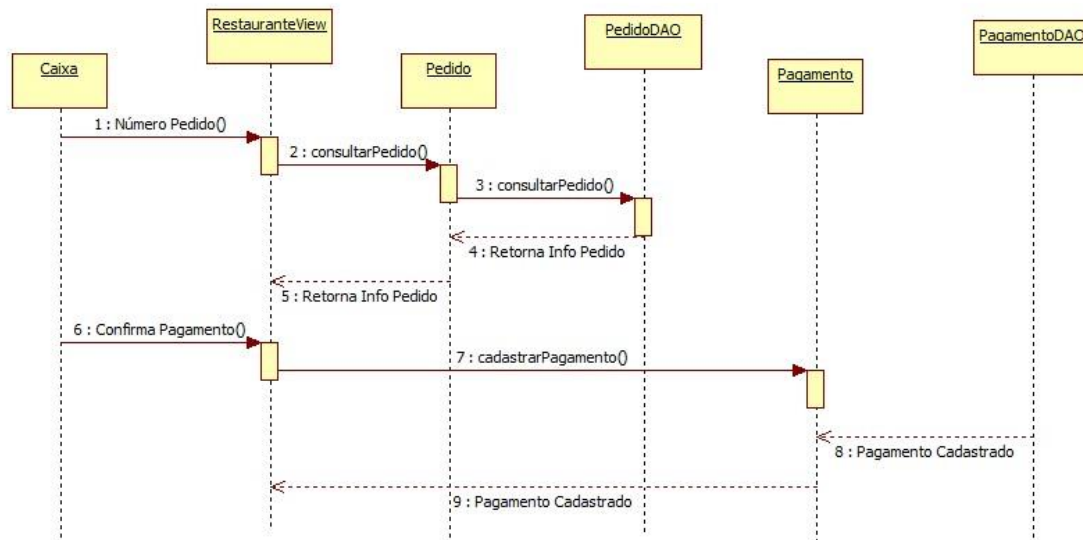 RestauranteView
PedidoDAO
PagamentoDAO
Caixa
Pedido
Pagamento
1 : Número Pedido()
2 : consultarPedido()
3 : consultarPedido()
4 : Retorna Info Pedido
5 : Retorna Info Pedido
6 : Confirma Pagamento()
7 : cadastrarPagamento()
8 : Pagamento Cadastrado
9 : Pagamento Cadastrado